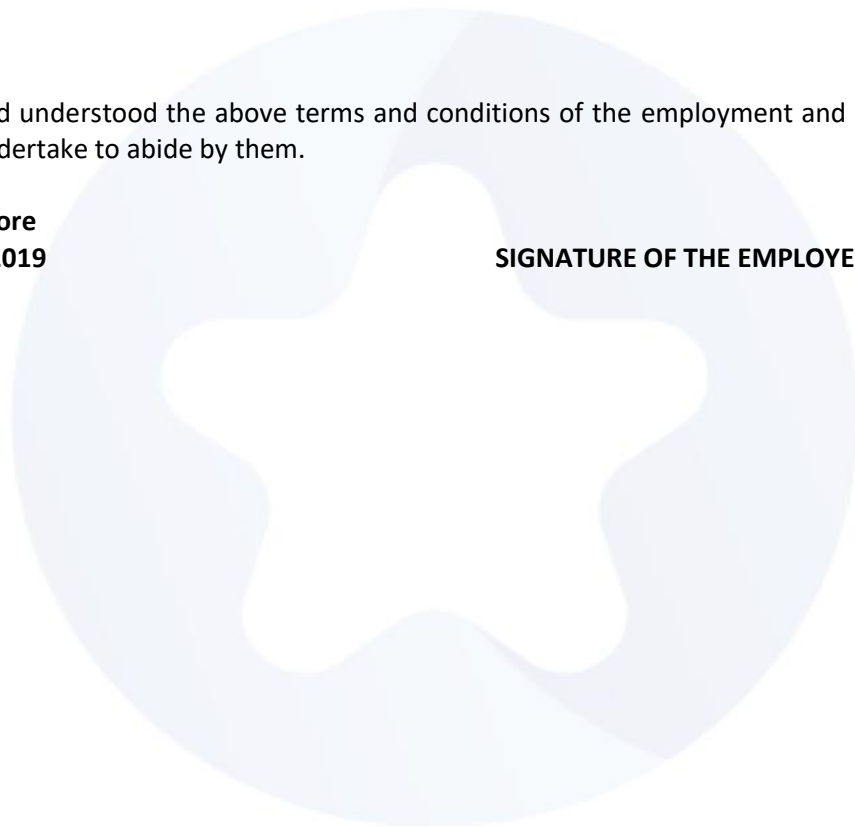 d understood the above terms and conditions of the employment and
dertake to abide by them.
ore
019 SIGNATURE OF THE EMPLOYE